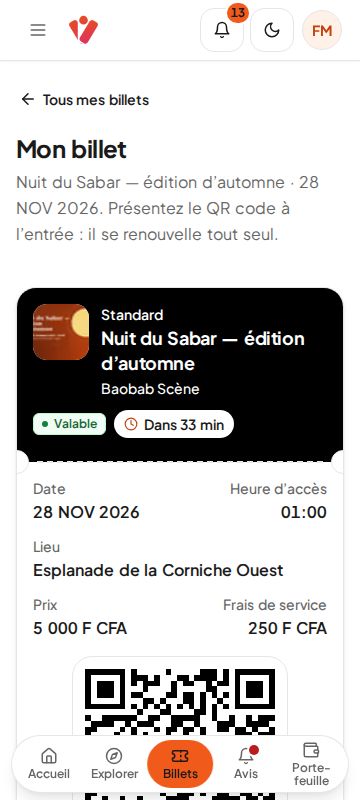 13
FM
Tous mes billets
Mon billet
Nuit du Sabar — édition d’automne · 28
NOV 2026. Présentez le QR code à
l’entrée : il se renouvelle tout seul.
Standard
Nuit du Sabar — édition
d’automne
Baobab Scène
Valable
Dans 33 min
Date
Heure d’accès
28 NOV 2026
01:00
Lieu
Esplanade de la Corniche Ouest
Prix
Frais de service
5 000 F CFA
250 F CFA
Accueil
Explorer
Billets
Avis
Porte-
feuille